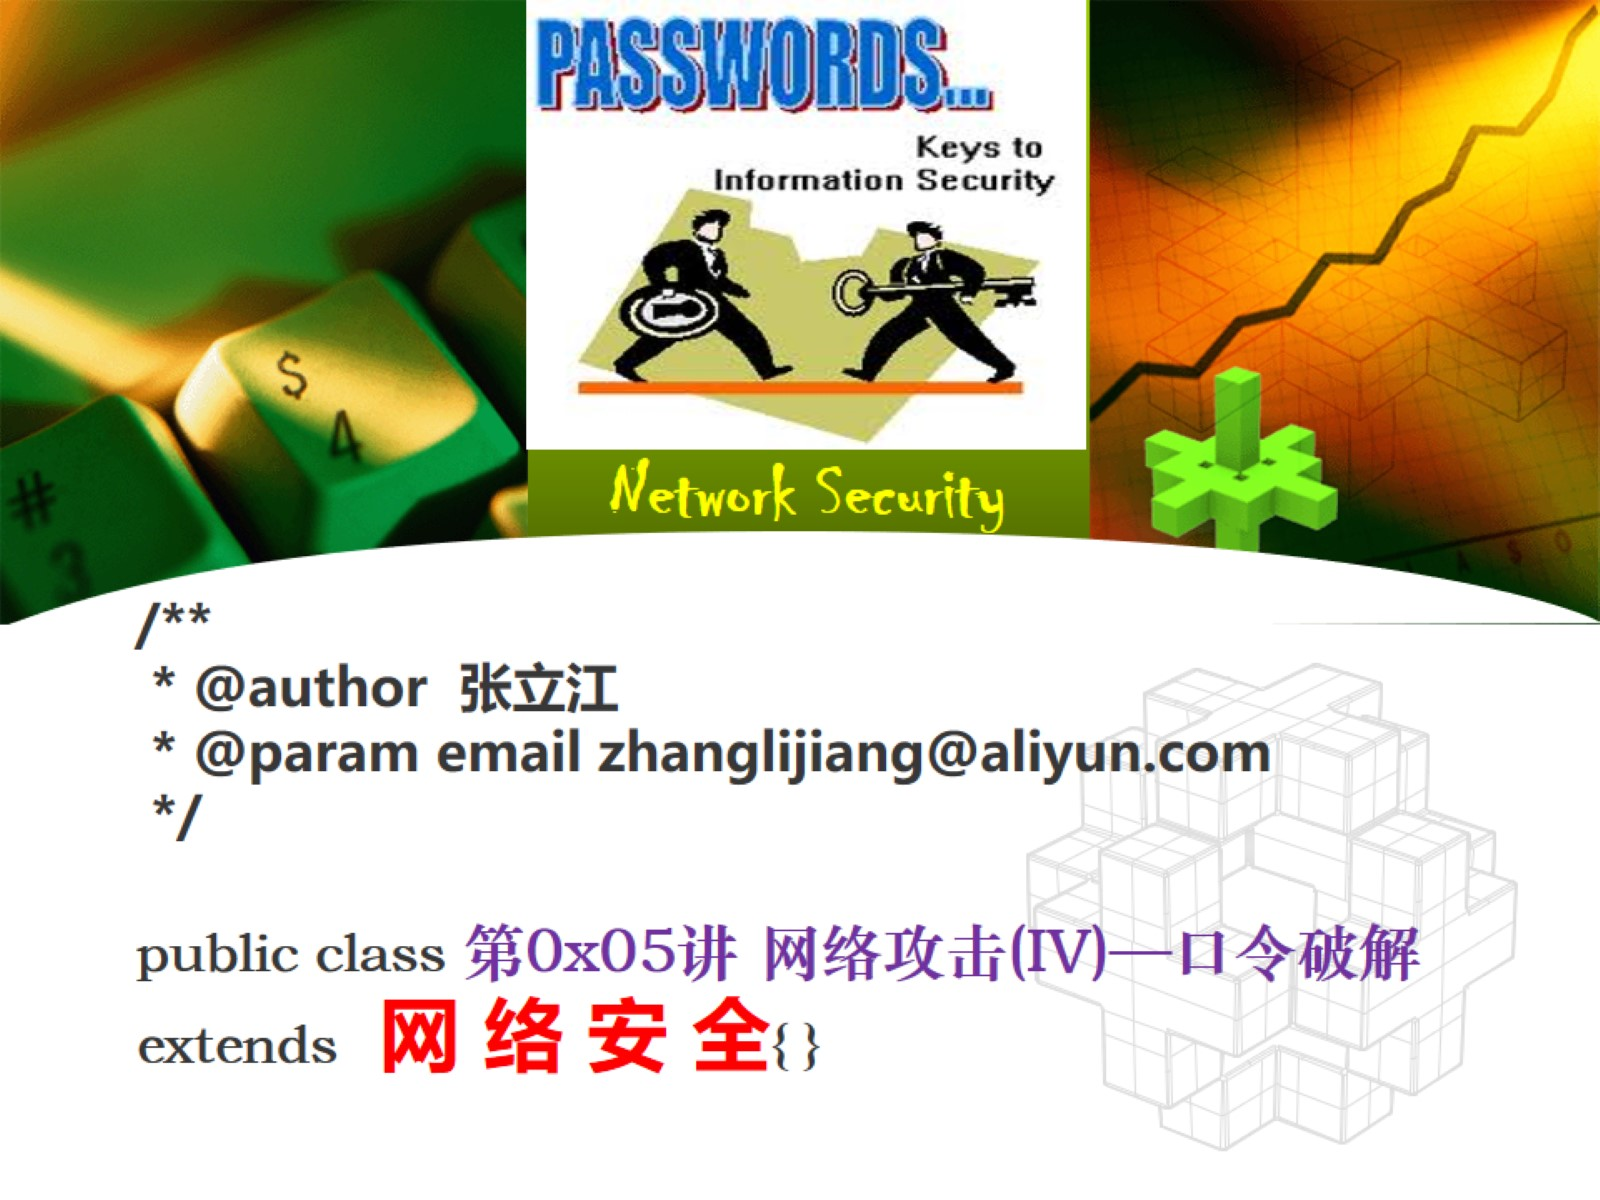 PASSWORDS...
Keys to
Information Security
$
4
#
3
Network Security
A S O
/**
* @author 张立江
* @param email zhanglijiang@aliyun.com
*/
public class 第0x05讲 网络攻击(IV)—口令破解
extends 网 络 安 全{}